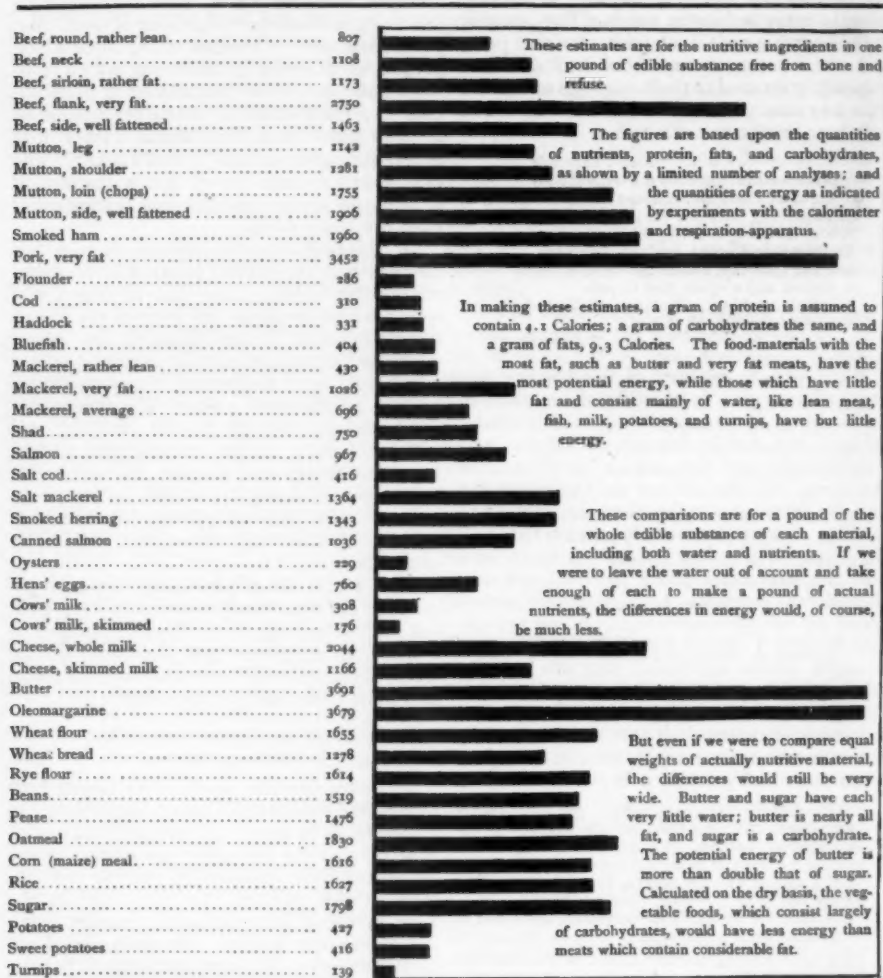 Beef, round, rather lean 807
Beef, neck 1108
Beef, sirloin, rather fat 1173
Beef, flank, very fat 2750
Beef, side, well fattened 1463
Mutton, leg 1142
Mutton, shoulder 1281
Mutton, loin (chops) 1755
Mutton, side, well fattened 1906
Smoked ham 1960
Pork, very fat 3452
Flounder 286
Cod 310
Haddock 331
Bluefish 404
Mackerel, rather lean 430
Mackerel, very fat 1026
Mackerel, average 696
Shad 750
Salmon 967
Salt cod 416
Salt mackerel 1364
Smoked herring 1343
Canned salmon 1036
Oysters 229
Hens' eggs 760
Cows' milk 308
Cows' milk, skimmed 176
Cheese, whole milk 2044
Cheese, skimmed milk 1166
Butter 3691
Oleomargarine 3679
Wheat flour 1655
Wheat bread 1278
Rye flour 1614
Beans 1519
Pease 1476
Oatmeal 1830
Corn (maize) meal 1616
Rice 1627
Sugar 1798
Potatoes 427
Sweet potatoes 416
Turnips 139
These estimates are for the nutritive ingredients in one
pound of edible substance free from bone and
refuse.
The figures are based upon the quantities
of nutrients, protein, fats, and carbohydrates,
as shown by a limited number of analyses; and
the quantities of energy as indicated
by experiments with the calorimeter
and respiration-apparatus.
In making these estimates, a gram of protein is assumed to
contain 4.1 Calories; a gram of carbohydrates the same, and
a gram of fats, 9.3 Calories. The food-materials with the
most fat, such as butter and very fat meats, have the
most potential energy, while those which have little
fat and consist mainly of water, like lean meat,
fish, milk, potatoes, and turnips, have but little
energy.
These comparisons are for a pound of the
whole edible substance of each material,
including both water and nutrients. If we
were to leave the water out of account and take
enough of each to make a pound of actual
nutrients, the differences in energy would, of course,
be much less.
But even if we were to compare equal
weights of actually nutritive material,
the differences would still be very
wide. Butter and sugar have each
very little water; butter is nearly all
fat, and sugar is a carbohydrate.
The potential energy of butter is
more than double that of sugar.
Calculated on the dry basis, the veg-
etable foods, which consist largely
of carbohydrates, would have less energy than
meats which contain considerable fat.